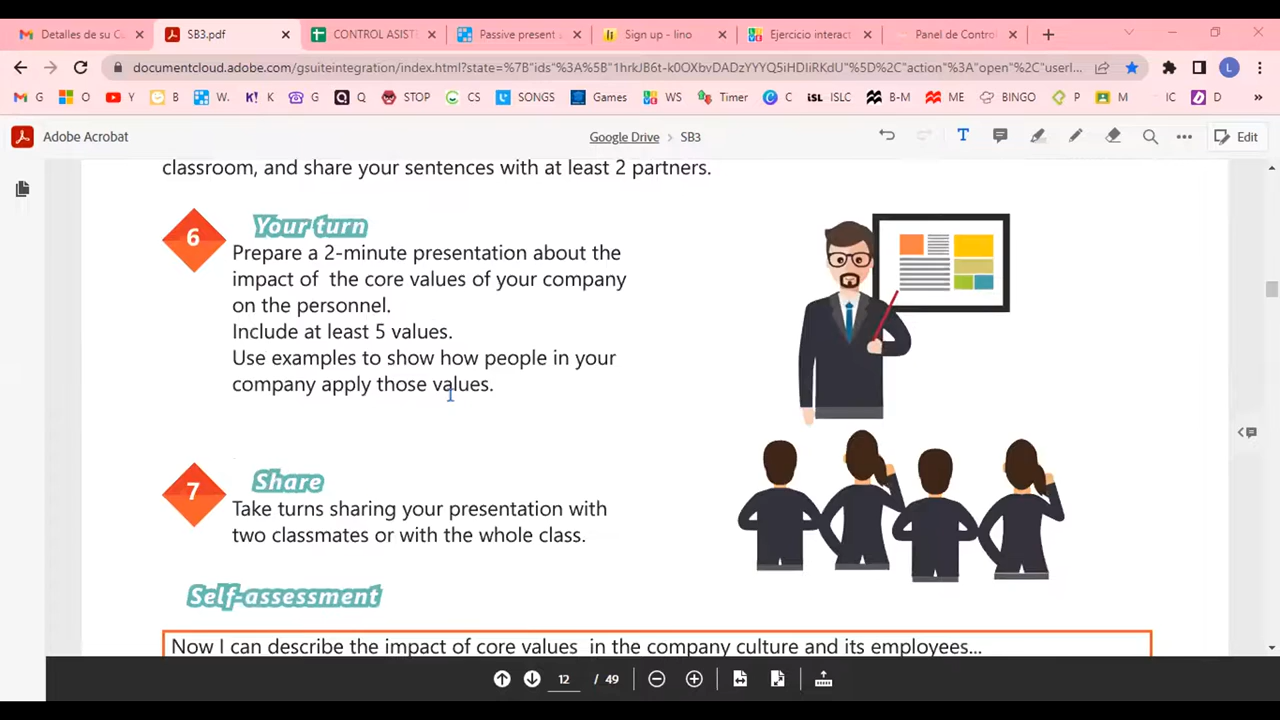 Detalles de su Cu
SB3.pdf
CONTROL ASIST
Passive present
Sign up - lino
Ejercicio interact
Panel de Control
documentcloud.adobe.com/gsuiteintegration/index.html?state=%7B"ids"%3A%5B"1hrkJB6t-k0OXbvDADzYYYQ5iHDIiRKdU"%5D%2C"action"%3A"open"%2C"userI...
G O Y B W. K! G Q STOP CS SONGS Games WS Timer C ISLC B-M ME BINGO P M IC D »
Adobe Acrobat
Google Drive > SB3
Edit
classroom, and share your sentences with at least 2 partners.
6
Your turn
Prepare a 2-minute presentation about the
impact of the core values of your company
on the personnel.
Include at least 5 values.
Use examples to show how people in your
company apply those values.
7
Share
Take turns sharing your presentation with
two classmates or with the whole class.
Self-assessment
Now I can describe the impact of core values in the company culture and its employees...
12 / 49